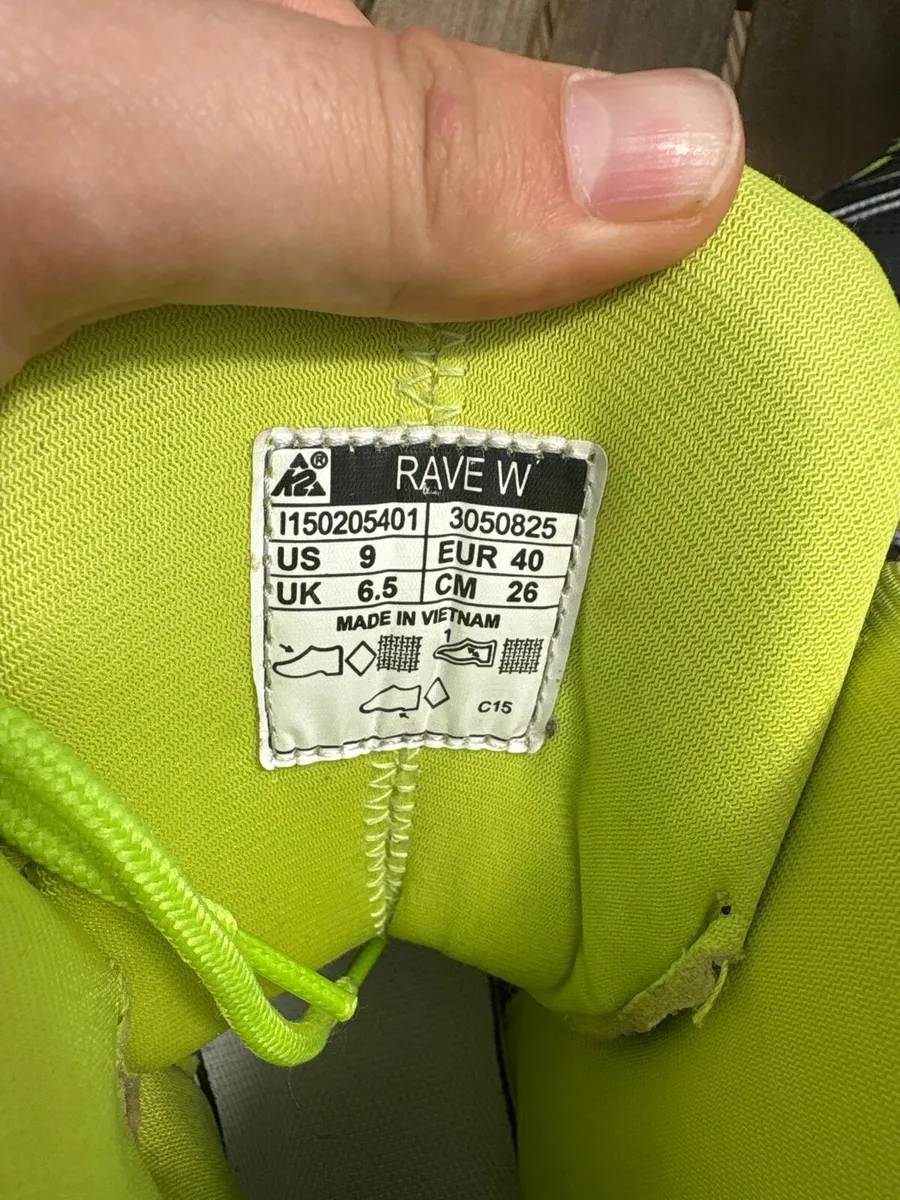 K2® RAVE W
I150205401 3050825
US 9 EUR 40
UK 6.5 CM 26
MADE IN VIETNAM
1
C15